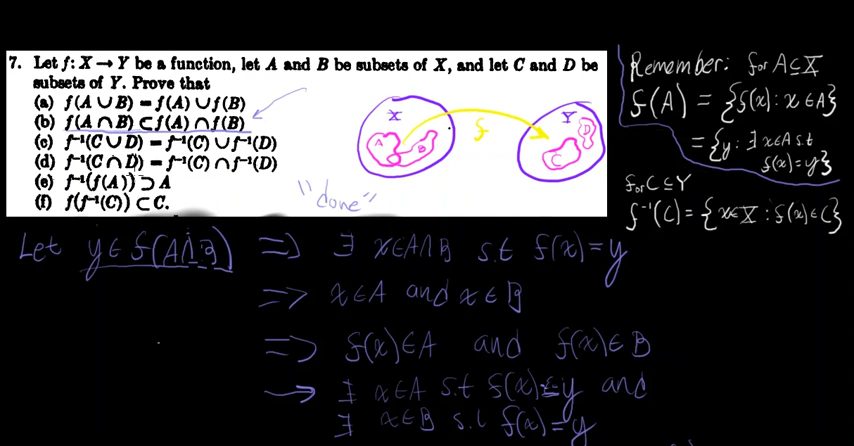 7. Let f: X → Y be a function, let A and B be subsets of X, and let C and D be
subsets of Y. Prove that
(a) f(A ∪ B) = f(A) ∪ f(B)
(b) f(A ∩ B) ⊂ f(A) ∩ f(B)
(c) f⁻¹(C ∪ D) = f⁻¹(C) ∪ f⁻¹(D)
(d) f⁻¹(C ∩ D) = f⁻¹(C) ∩ f⁻¹(D)
(e) f⁻¹(f(A)) ⊃ A
(f) f(f⁻¹(C)) ⊂ C.
X
A
B
f
Y
D
C
"done"
Remember: for A ⊆ X
f(A) = {f(x) : x ∈ A}
= {y : ∃ x ∈ A s.t
f(x) = y}
for C ⊆ Y
f⁻¹(C) = {x ∈ X : f(x) ∈ C}
Let y ∈ f(A∩B) ⇒ ∃ x ∈ A∩B s.t f(x) = y
⇒ x ∈ A and x ∈ B
⇒ f(x) ∈ A and f(x) ∈ B
→ ∃ x ∈ A s.t f(x) = y and
∃ x ∈ B s.t f(x) = y